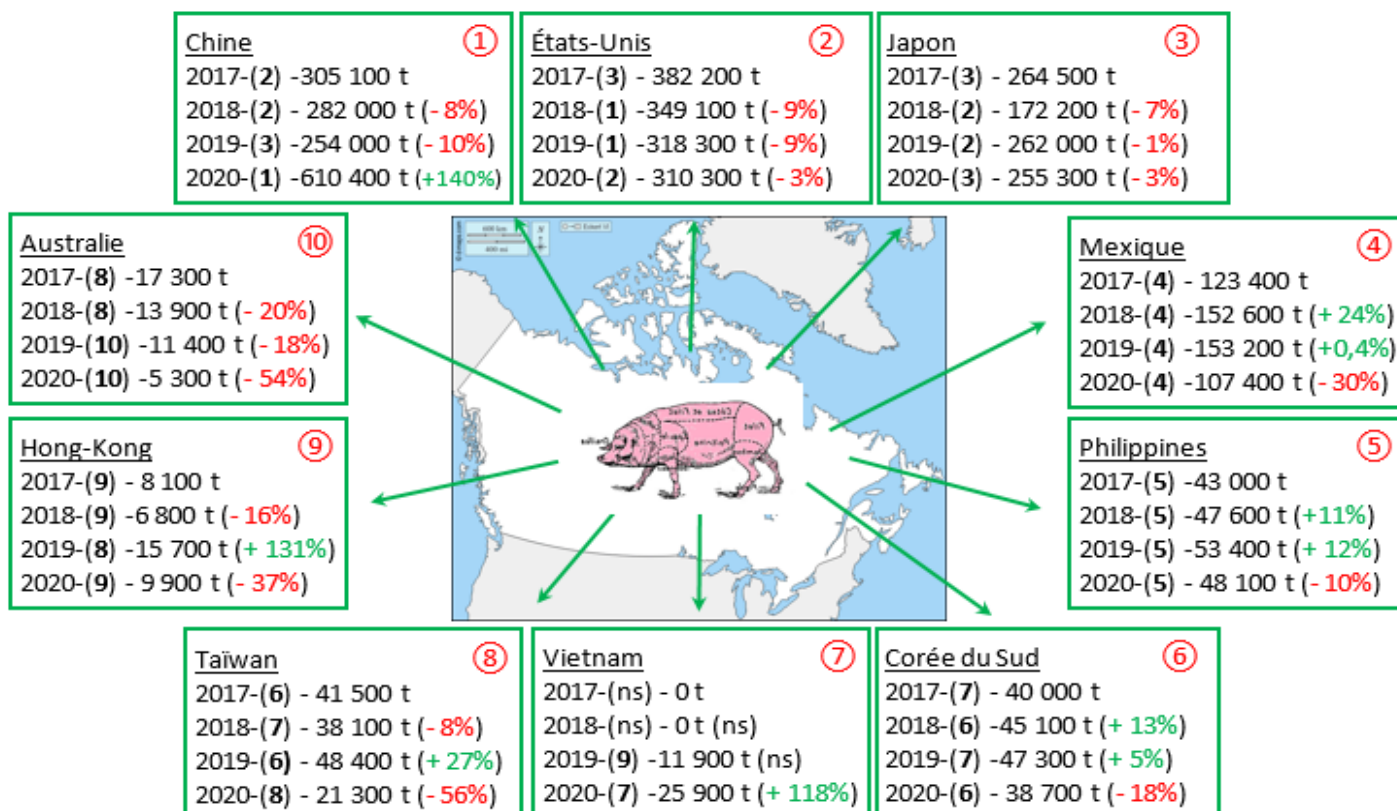 Chine ①
2017-(2) -305 100 t
2018-(2) - 282 000 t (- 8%)
2019-(3) -254 000 t (- 10%)
2020-(1) -610 400 t (+140%)
États-Unis ②
2017-(3) - 382 200 t
2018-(1) -349 100 t (- 9%)
2019-(1) -318 300 t (- 9%)
2020-(2) - 310 300 t (- 3%)
Japon ③
2017-(3) - 264 500 t
2018-(2) - 172 200 t (- 7%)
2019-(2) - 262 000 t (- 1%)
2020-(3) - 255 300 t (- 3%)
Australie ⑩
2017-(8) -17 300 t
2018-(8) -13 900 t (- 20%)
2019-(10) -11 400 t (- 18%)
2020-(10) -5 300 t (- 54%)
Mexique ④
2017-(4) - 123 400 t
2018-(4) -152 600 t (+ 24%)
2019-(4) -153 200 t (+0,4%)
2020-(4) -107 400 t (- 30%)
Hong-Kong ⑨
2017-(9) - 8 100 t
2018-(9) -6 800 t (- 16%)
2019-(8) -15 700 t (+ 131%)
2020-(9) - 9 900 t (- 37%)
Philippines ⑤
2017-(5) -43 000 t
2018-(5) -47 600 t (+11%)
2019-(5) -53 400 t (+ 12%)
2020-(5) - 48 100 t (- 10%)
Taïwan ⑧
2017-(6) - 41 500 t
2018-(7) - 38 100 t (- 8%)
2019-(6) - 48 400 t (+ 27%)
2020-(8) - 21 300 t (- 56%)
Vietnam ⑦
2017-(ns) - 0 t
2018-(ns) - 0 t (ns)
2019-(9) -11 900 t (ns)
2020-(7) -25 900 t (+ 118%)
Corée du Sud ⑥
2017-(7) - 40 000 t
2018-(6) -45 100 t (+ 13%)
2019-(7) -47 300 t (+ 5%)
2020-(6) - 38 700 t (- 18%)